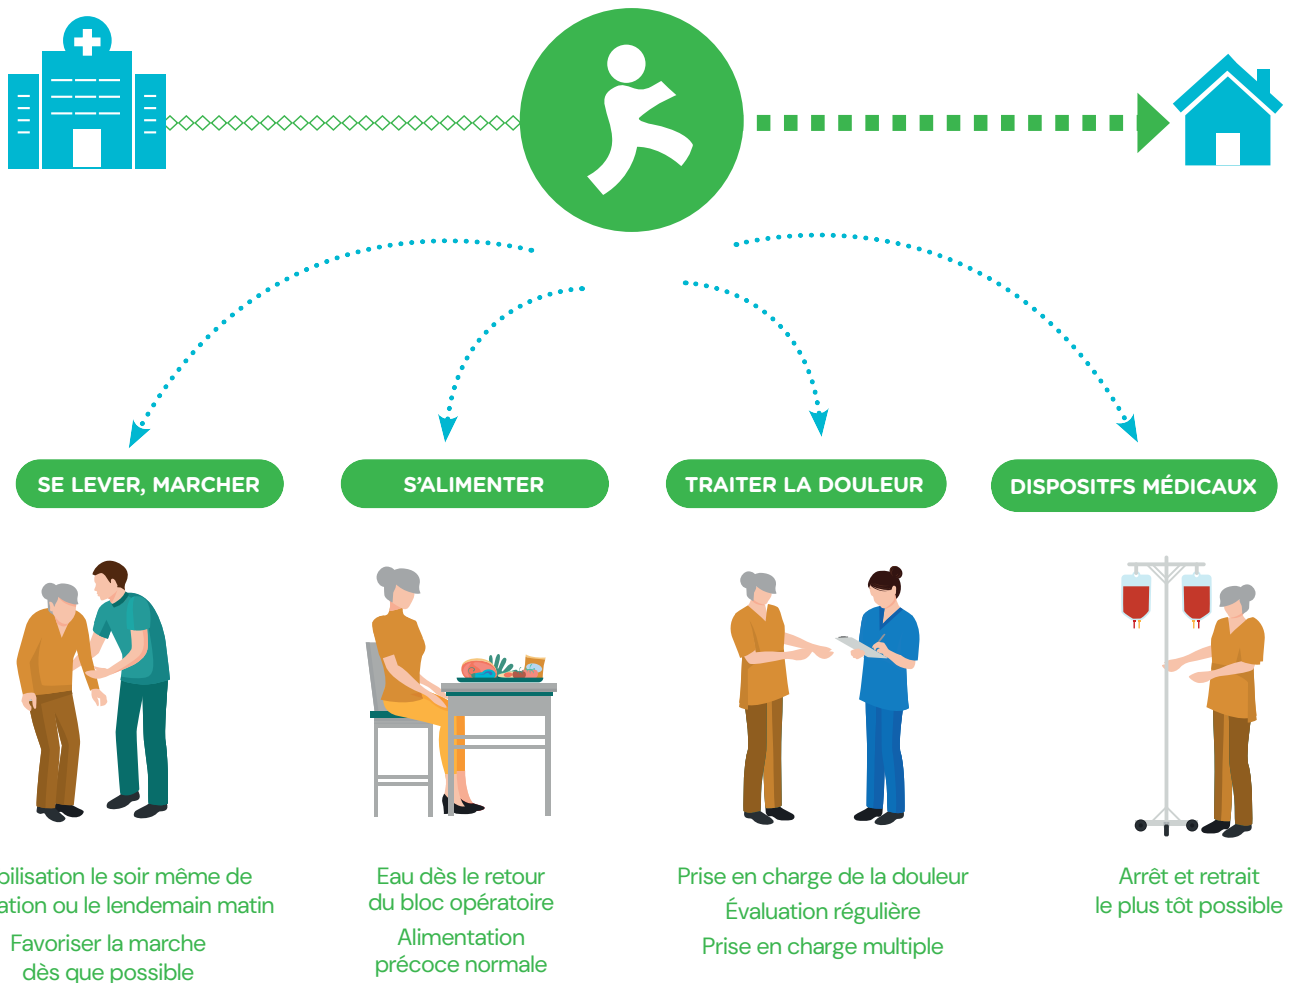 SE LEVER, MARCHER
S'ALIMENTER
TRAITER LA DOULEUR
DISPOSITFS MÉDICAUX
le soir même de
ou le lendemain matin
Favoriser la marche
dès que possible
Eau dès le retour
du bloc opératoire
Alimentation
précoce normale
Prise en charge de la douleur
Évaluation régulière
Prise en charge multiple
Arrêt et retrait
le plus tôt possible